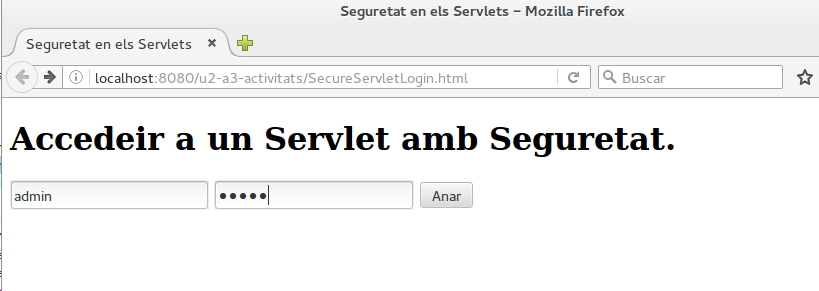 Seguretat en els Servlets – Mozilla Firefox
Seguretat en els Servlets
localhost:8080/u2-a3-activitats/SecureServletLogin.html
Buscar
Accedeir a un Servlet amb Seguretat.
admin ●●●●● Anar